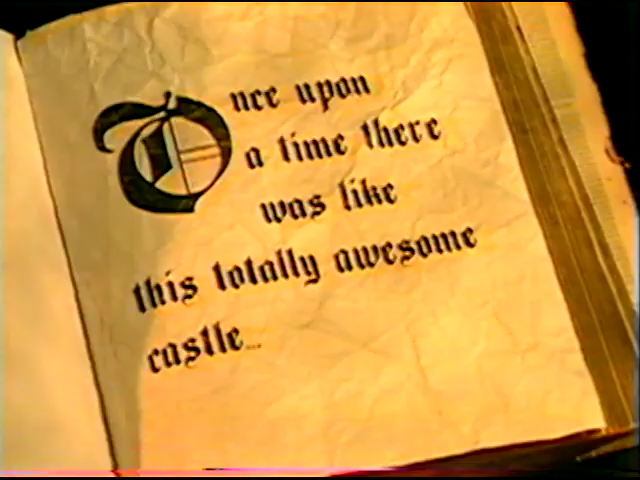 Once upon
a time there
was like
this totally awesome
castle...